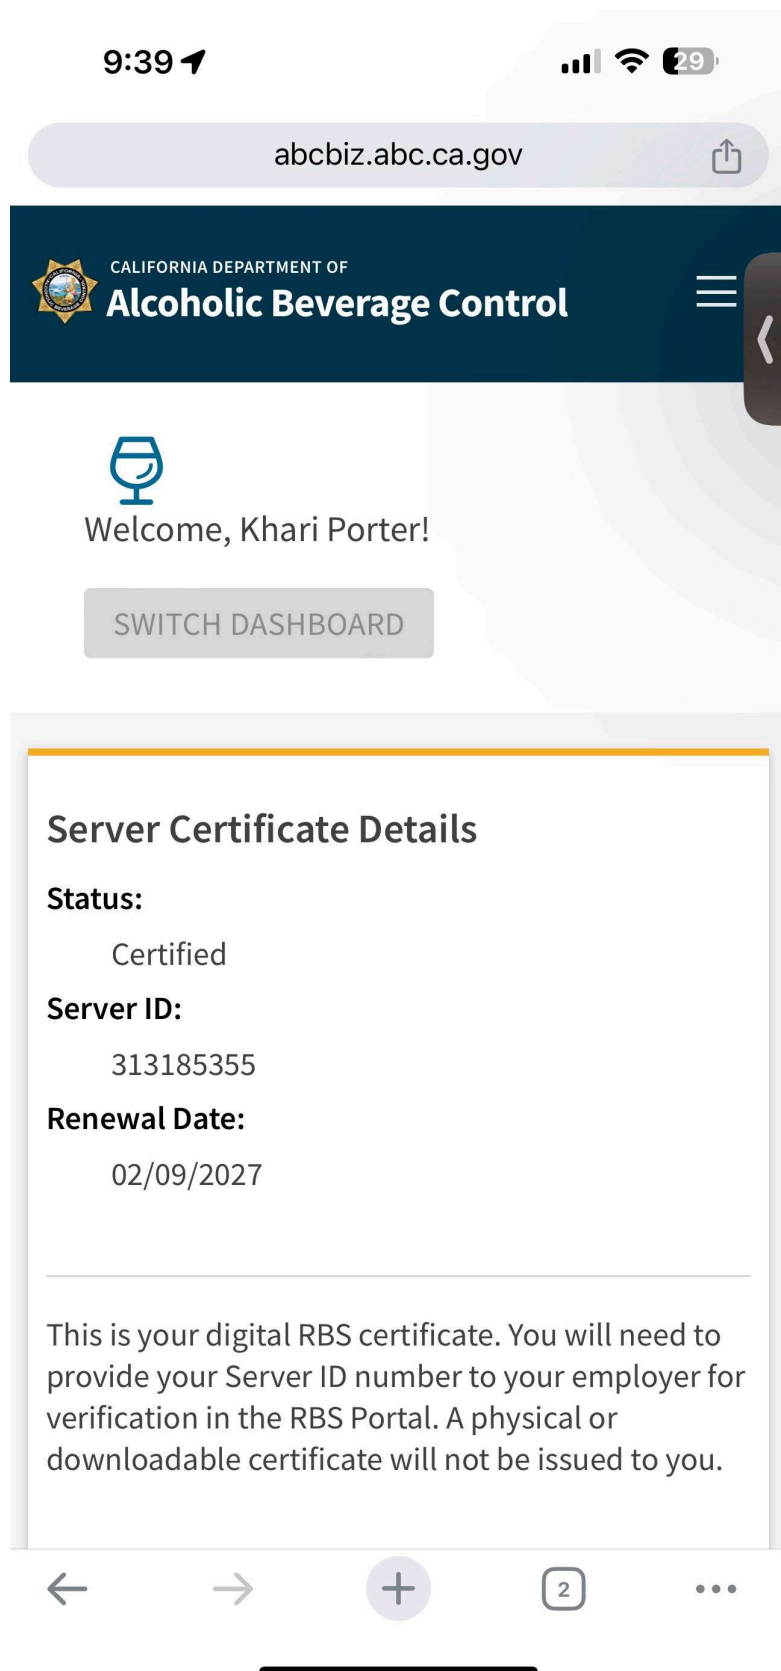 9:39
29
abcbiz.abc.ca.gov
CALIFORNIA DEPARTMENT OF
Alcoholic Beverage Control
Welcome, Khari Porter!
SWITCH DASHBOARD
Server Certificate Details
Status:
Certified
Server ID:
313185355
Renewal Date:
02/09/2027
This is your digital RBS certificate. You will need to
provide your Server ID number to your employer for
verification in the RBS Portal. A physical or
downloadable certificate will not be issued to you.
2